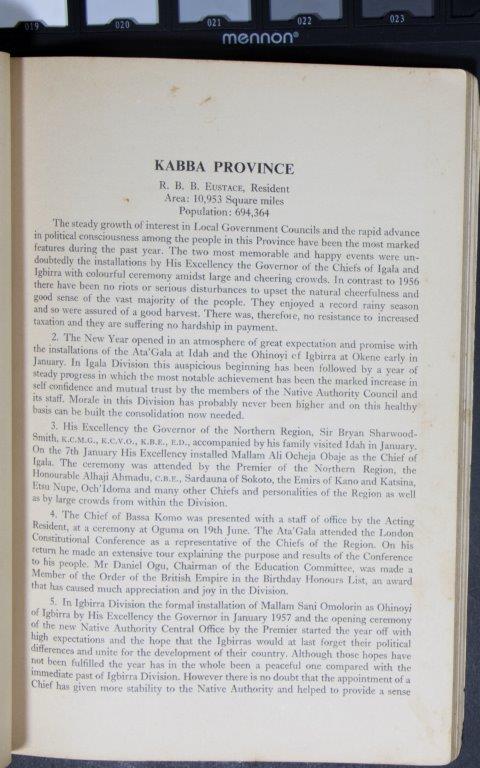 019 020 021 022 023
mennon®
KABBA PROVINCE
R. B. B. EUSTACE, Resident
Area: 10,953 Square miles
Population: 694,364
The steady growth of interest in Local Government Councils and the rapid advance
in political consciousness among the people in this Province have been the most marked
features during the past year. The two most memorable and happy events were un-
doubtedly the installations by His Excellency the Governor of the Chiefs of Igala and
Igbirra with colourful ceremony amidst large and cheering crowds. In contrast to 1956
there have been no riots or serious disturbances to upset the natural cheerfulness and
good sense of the vast majority of the people. They enjoyed a record rainy season
and so were assured of a good harvest. There was, therefore, no resistance to increased
taxation and they are suffering no hardship in payment.
2. The New Year opened in an atmosphere of great expectation and promise with
the installations of the Ata'Gala at Idah and the Ohinoyi cf Igbirra at Okene early in
January. In Igala Division this auspicious beginning has been followed by a year of
steady progress in which the most notable achievement has been the marked increase in
self confidence and mutual trust by the members of the Native Authority Council and
its staff. Morale in this Division has probably never been higher and on this healthy
basis can be built the consolidation now needed.
3. His Excellency the Governor of the Northern Region, Sir Bryan Sharwood-
Smith, K.C.M.G., K.C.V.O., K.B.E., E.D., accompanied by his family visited Idah in January.
On the 7th January His Excellency installed Mallam Ali Ocheja Obaje as the Chief of
Igala. The ceremony was attended by the Premier of the Northern Region, the
Honourable Alhaji Ahmadu, C.B.E., Sardauna of Sokoto, the Emirs of Kano and Katsina,
Etsu Nupe, Och'Idoma and many other Chiefs and personalities of the Region as well
as by large crowds from within the Division.
4. The Chief of Bassa Komo was presented with a staff of office by the Acting
Resident, at a ceremony at Oguma on 19th June. The Ata'Gala attended the London
Constitutional Conference as a representative of the Chiefs of the Region. On his
return he made an extensive tour explaining the purpose and results of the Conference
to his people. Mr Daniel Ogu, Chairman of the Education Committee, was made a
Member of the Order of the British Empire in the Birthday Honours List, an award
that has caused much appreciation and joy in the Division.
5. In Igbirra Division the formal installation of Mallam Sani Omolorin as Ohinoyi
of Igbirra by His Excellency the Governor in January 1957 and the opening ceremony
of the new Native Authority Central Office by the Premier started the year off with
high expectations and the hope that the Igbirras would at last forget their political
differences and unite for the development of their country. Although those hopes have
not been fulfilled the year has in the whole been a peaceful one compared with the
immediate past of Igbirra Division. However there is no doubt that the appointment of a
Chief has given more stability to the Native Authority and helped to provide a sense